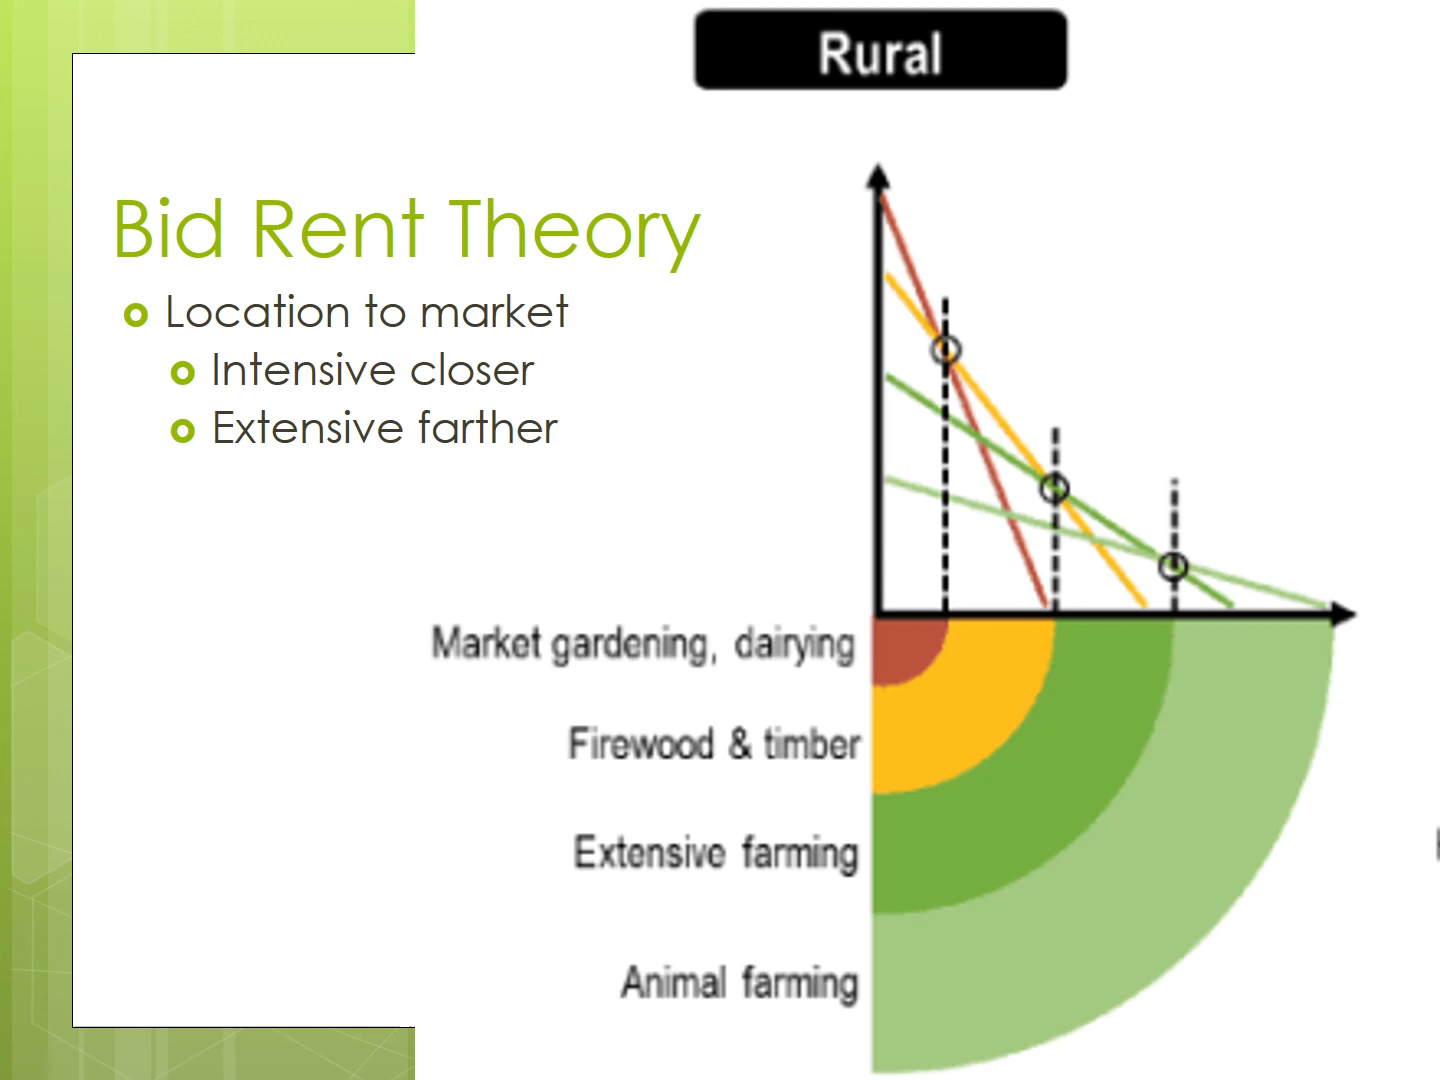 Rural
Bid Rent Theory
Location to market
Intensive closer
Extensive farther
Market gardening, dairying
Firewood & timber
Extensive farming
Animal farming